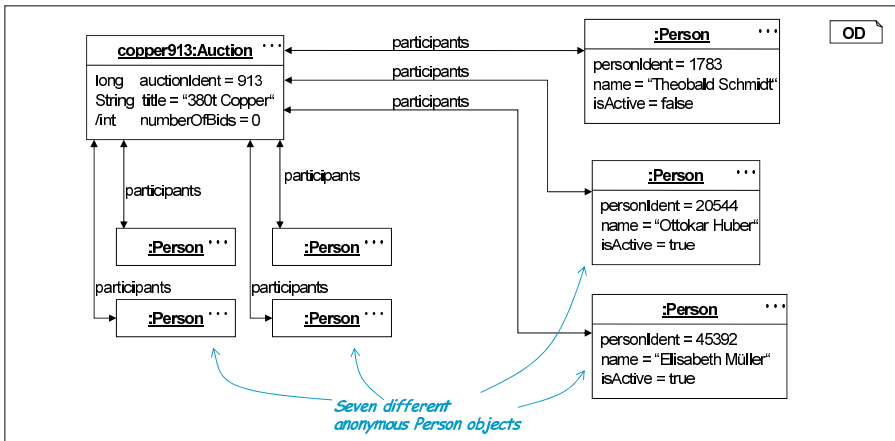 OD
copper913:Auction ...
long auctionIdent = 913
String title = “380t Copper“
/int numberOfBids = 0
participants
participants
participants
:Person ...
personIdent = 1783
name = “Theobald Schmidt“
isActive = false
:Person ...
personIdent = 20544
name = “Ottokar Huber“
isActive = true
:Person ...
personIdent = 45392
name = “Elisabeth Müller“
isActive = true
participants
participants
:Person ...
:Person ...
participants
participants
:Person ...
:Person ...
Seven different
anonymous Person objects